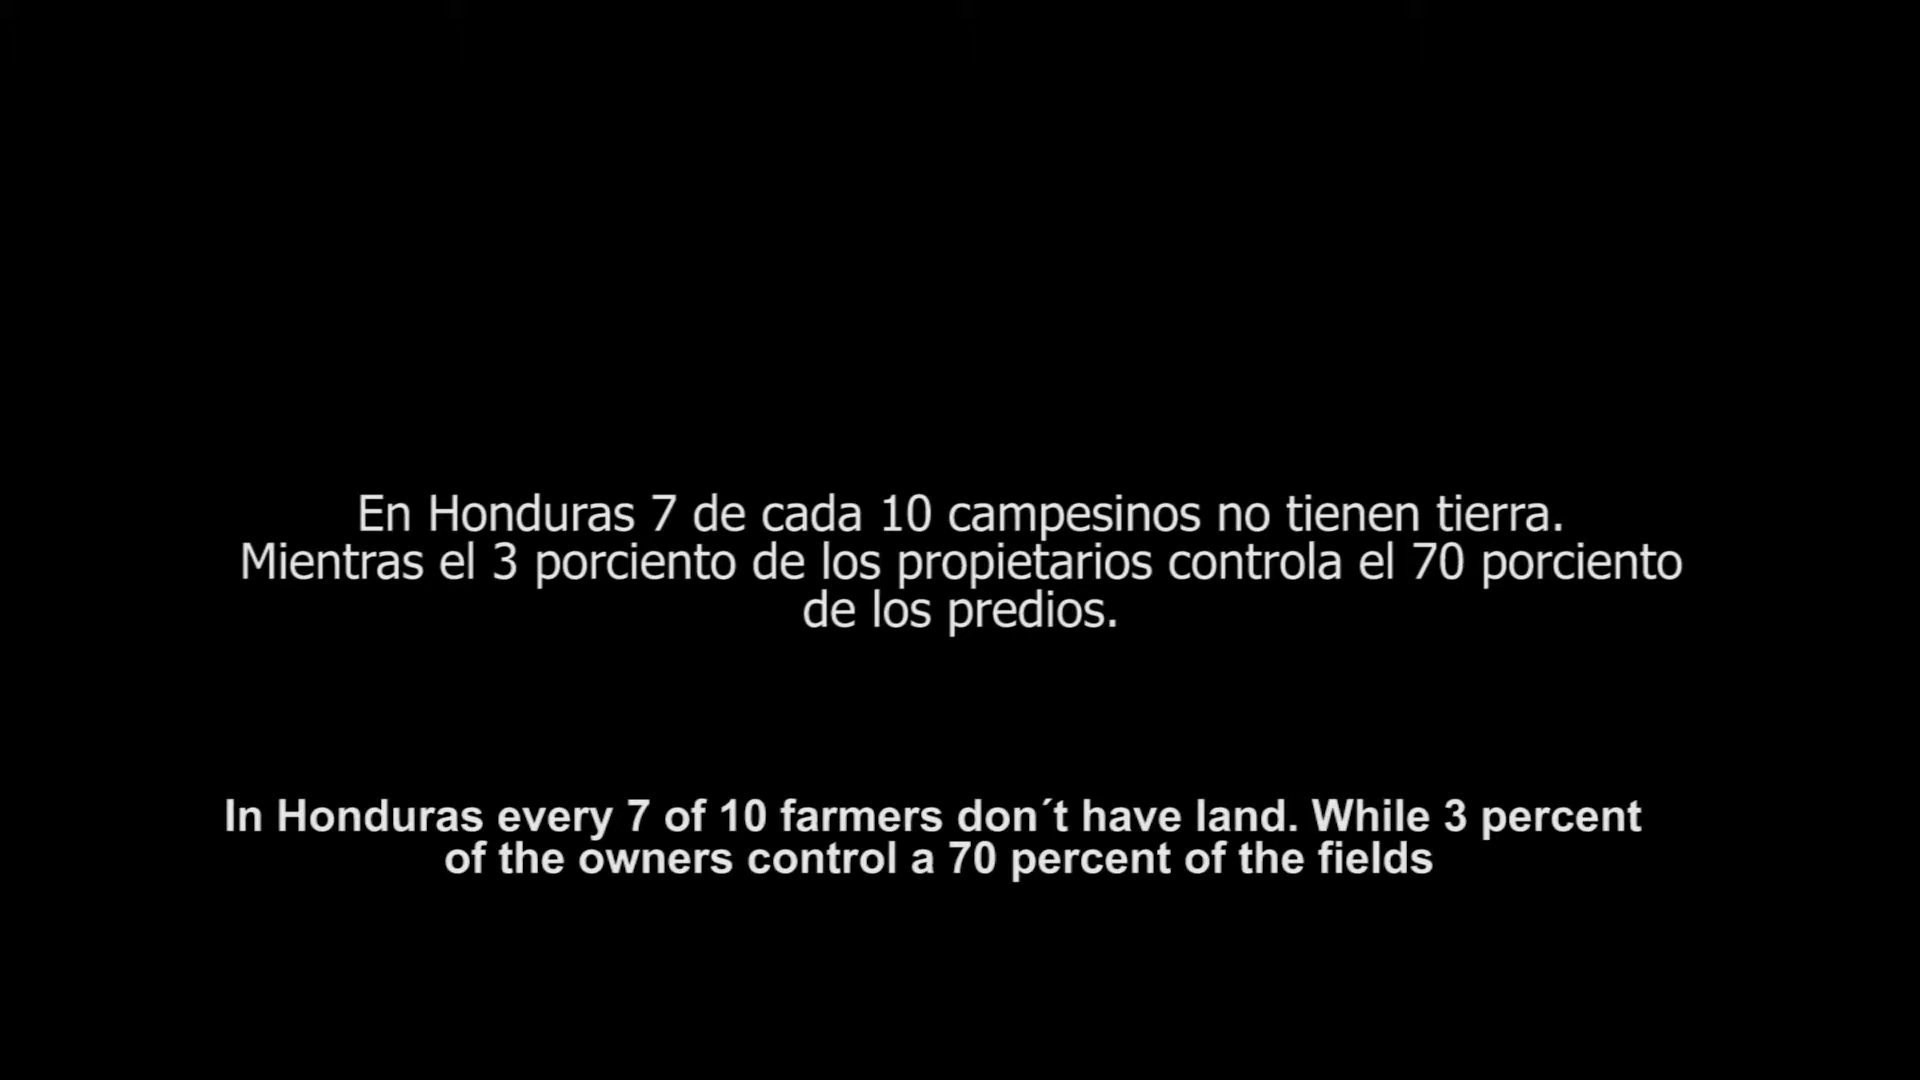 En Honduras 7 de cada 10 campesinos no tienen tierra.
Mientras el 3 porciento de los propietarios controla el 70 porciento
de los predios.
In Honduras every 7 of 10 farmers don´t have land. While 3 percent
of the owners control a 70 percent of the fields